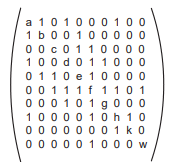 a 1 0 1 0 0 0 1 0 0
1 b 0 0 1 0 0 0 0 0
0 0 c 0 1 1 0 0 0 0
1 0 0 d 0 1 1 0 0 0
0 1 1 0 e 1 0 0 0 0
0 0 1 1 1 f 1 1 0 1
0 0 0 1 0 1 g 0 0 0
1 0 0 0 0 1 0 h 1 0
0 0 0 0 0 0 0 1 k 0
0 0 0 0 0 1 0 0 0 w